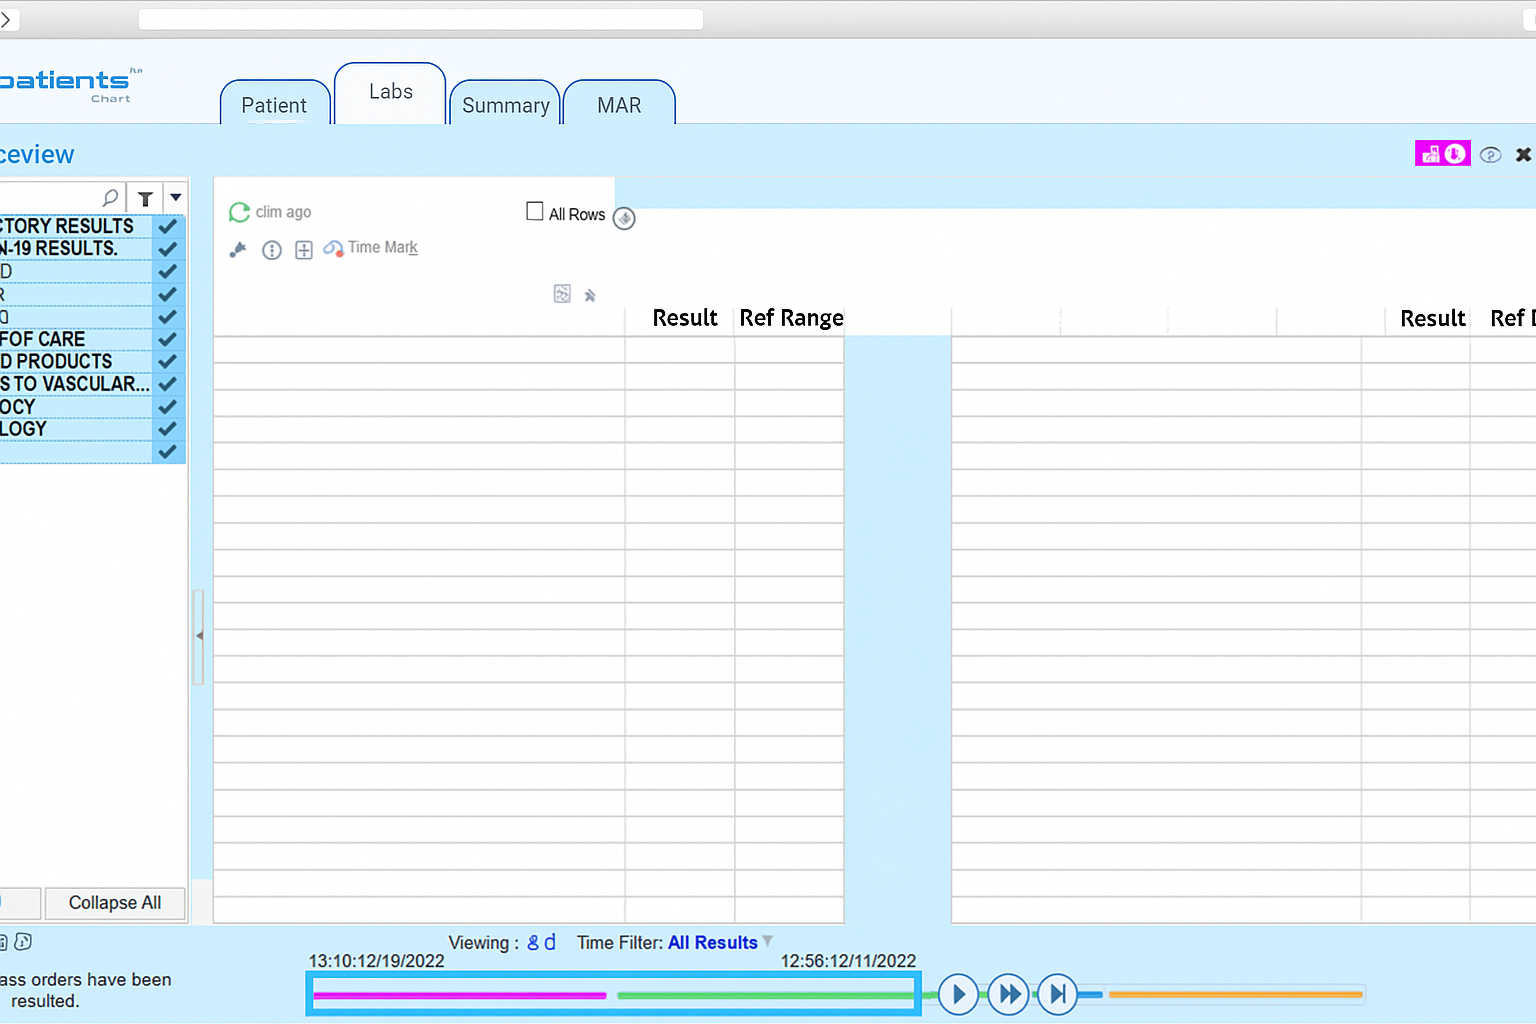 patients
Chart
Patient
Labs
Summary
MAR
ceview
CTORY RESULTS
N-19 RESULTS.
D
R
FOF CARE
D PRODUCTS
S TO VASCULAR...
OCY
LOGY
Collapse All
ass orders have been
resulted.
clim ago
All Rows
Time Mark
Result Ref Range
Result Ref
Viewing : 8 d Time Filter: All Results
13:10:12/19/2022 12:56:12/11/2022